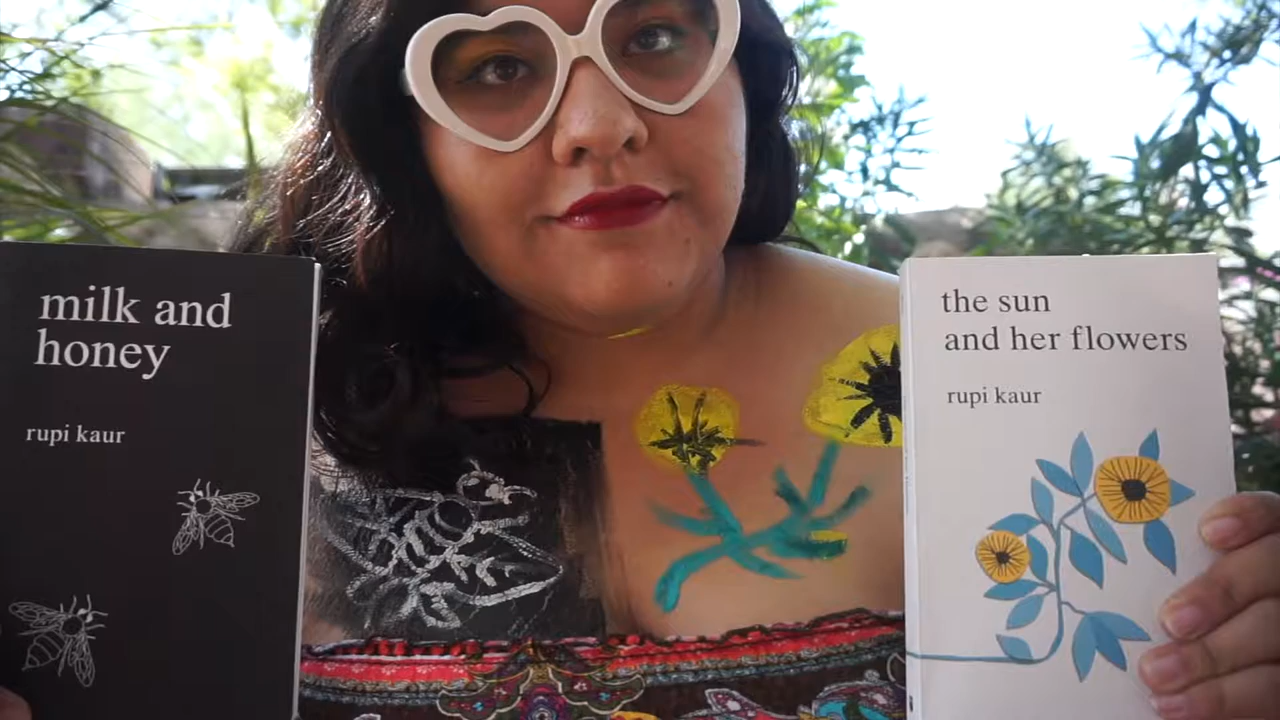 milk and
honey
rupi kaur
the sun
and her flowers
rupi kaur